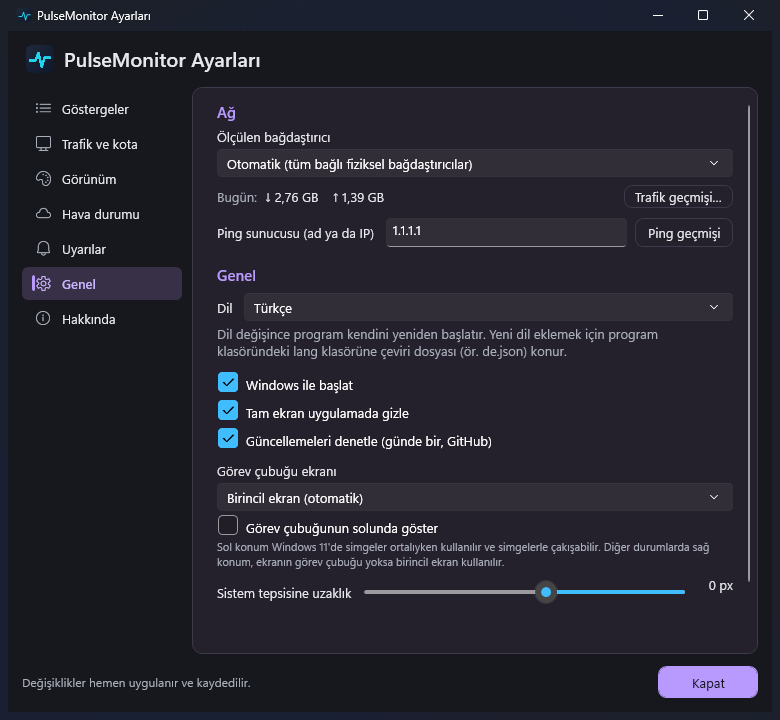 PulseMonitor Ayarları
PulseMonitor Ayarları
Göstergeler
Trafik ve kota
Görünüm
Hava durumu
Uyarılar
Genel
Hakkında
Ağ
Ölçülen bağdaştırıcı
Otomatik (tüm bağlı fiziksel bağdaştırıcılar)
Bugün: ↓ 2,76 GB ↑ 1,39 GB
Trafik geçmişi...
Ping sunucusu (ad ya da IP)
1.1.1.1
Ping geçmişi
Genel
Dil
Türkçe
Dil değişince program kendini yeniden başlatır. Yeni dil eklemek için program
klasöründeki lang klasörüne çeviri dosyası (ör. de.json) konur.
Windows ile başlat
Tam ekran uygulamada gizle
Güncellemeleri denetle (günde bir, GitHub)
Görev çubuğu ekranı
Birincil ekran (otomatik)
Görev çubuğunun solunda göster
Sol konum Windows 11'de simgeler ortalıyken kullanılır ve simgelerle çakışabilir. Diğer durumlarda sağ
konum, ekranın görev çubuğu yoksa birincil ekran kullanılır.
Sistem tepsisine uzaklık
0 px
Değişiklikler hemen uygulanır ve kaydedilir.
Kapat